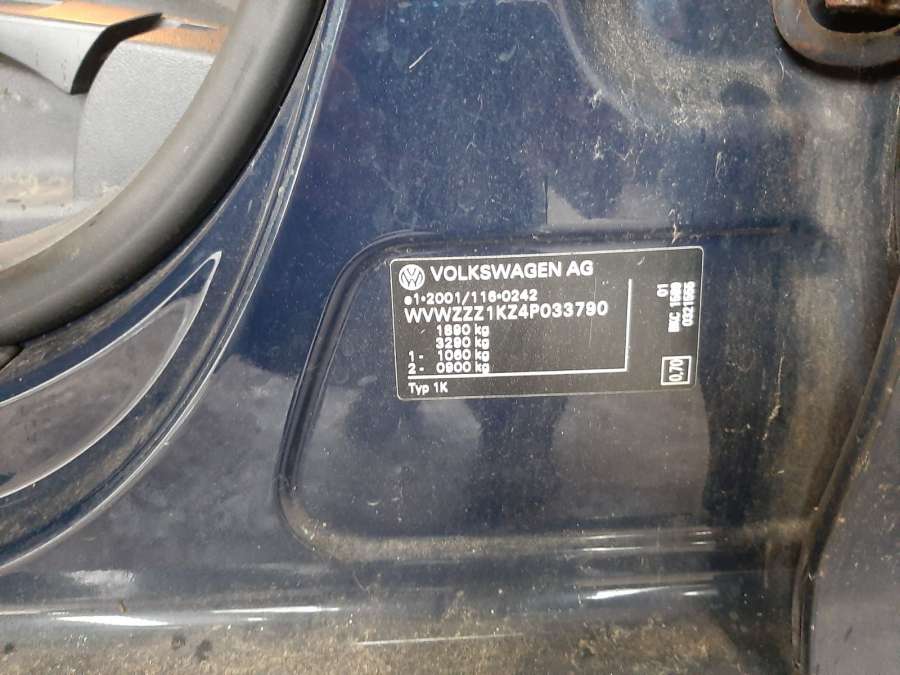 VOLKSWAGEN AG
e1*2001/116*0242
WVWZZZ1KZ4P033790
1890 kg
3290 kg
1 - 1060 kg
2 - 0900 kg
Typ 1K
01
0,70